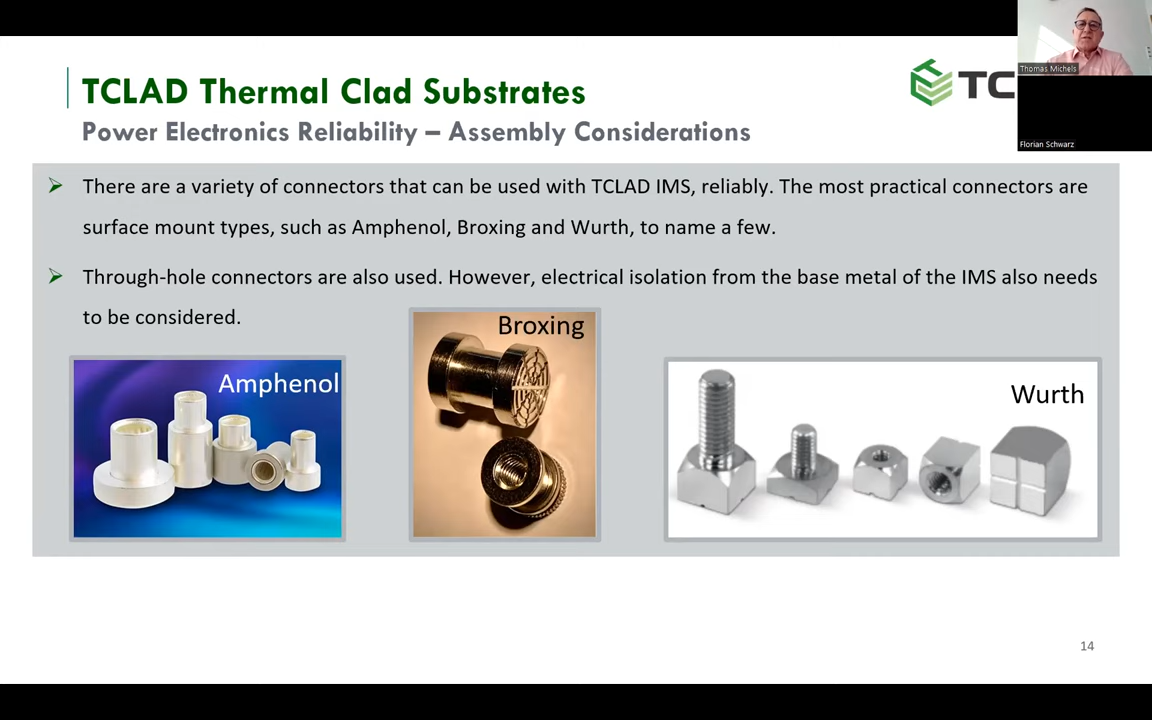 TCLAD Thermal Clad Substrates
Power Electronics Reliability – Assembly Considerations
TC
Thomas Michels
Florian Schwarz
There are a variety of connectors that can be used with TCLAD IMS, reliably. The most practical connectors are
surface mount types, such as Amphenol, Broxing and Wurth, to name a few.
Through-hole connectors are also used. However, electrical isolation from the base metal of the IMS also needs
to be considered.
Amphenol
Broxing
Wurth
14